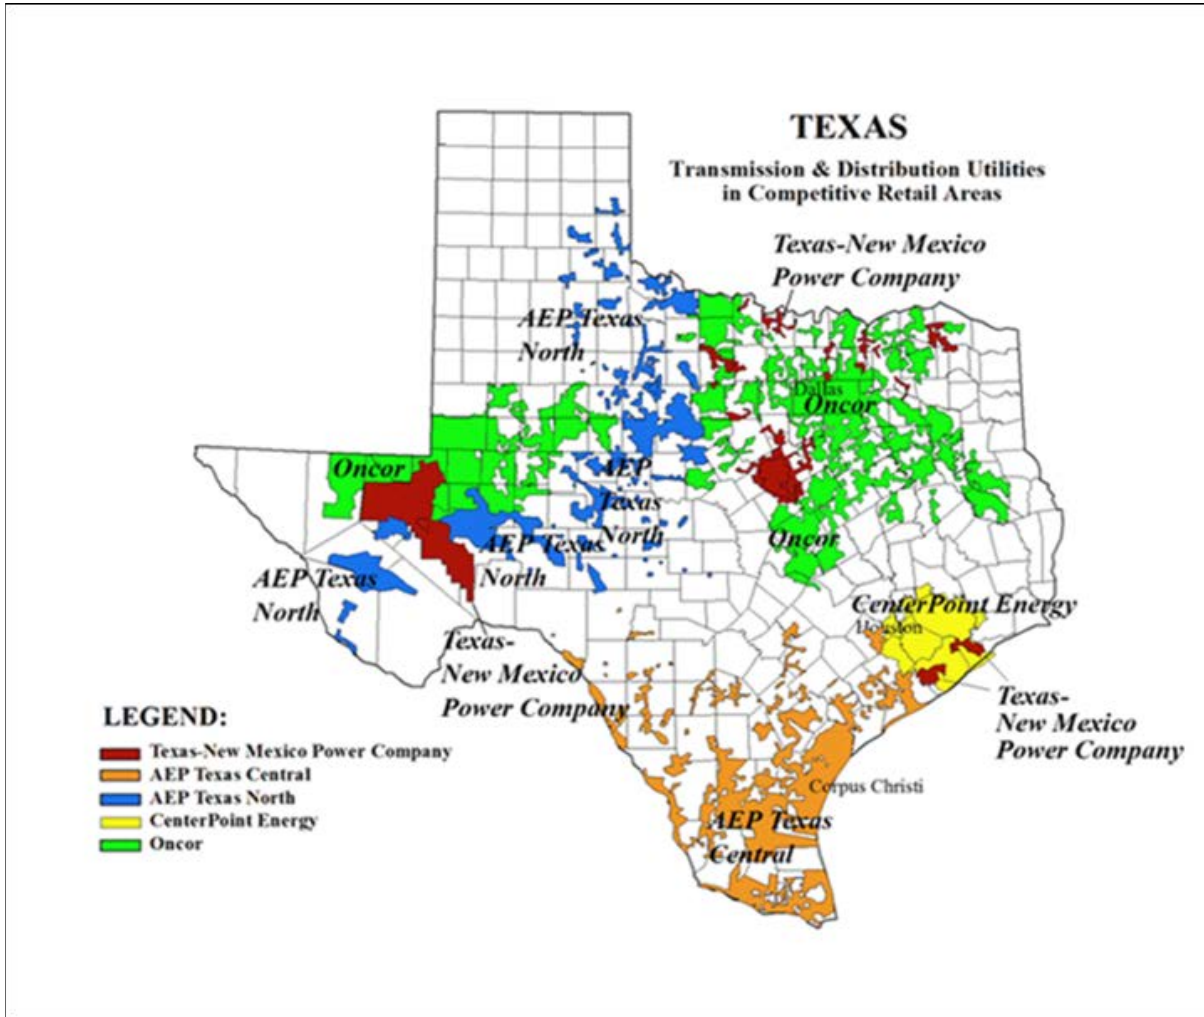 TEXAS
Transmission & Distribution Utilities
in Competitive Retail Areas
Texas-New Mexico
Power Company
AEP Texas
North
Dallas
Oncor
Oncor
AEP
Texas
North
Oncor
AEP Texas
North
AEP Texas
North
CenterPoint Energy
Houston
Texas-
New Mexico
Power Company
Texas-
New Mexico
Power Company
LEGEND:
Texas-New Mexico Power Company
AEP Texas Central
AEP Texas North
CenterPoint Energy
Oncor
Corpus Christi
AEP Texas
Central